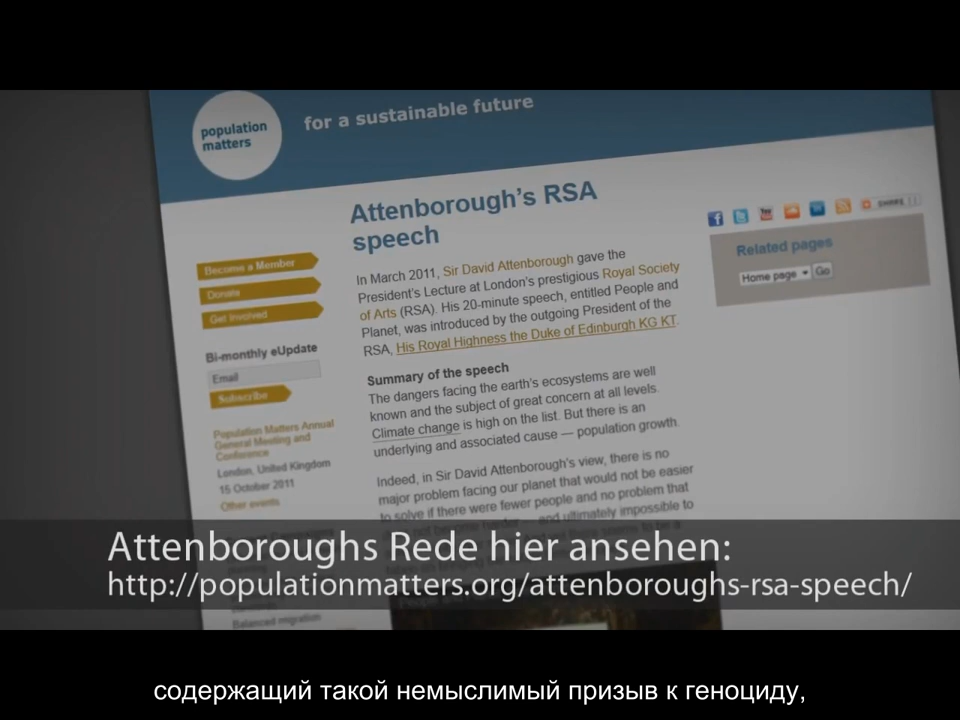 population
matters
for a sustainable future
Attenborough's RSA
speech
Become a Member
Donate
Get Involved
Bi-monthly eUpdate
Email
Subscribe
Population Matters Annual
General Meeting and
Conference
London, United Kingdom
15 October 2011
Other events
In March 2011, Sir David Attenborough gave the
President's Lecture at London's prestigious Royal Society
of Arts (RSA). His 20-minute speech, entitled People and
Planet, was introduced by the outgoing President of the
RSA, His Royal Highness the Duke of Edinburgh KG KT.
Summary of the speech
The dangers facing the earth's ecosystems are well
known and the subject of great concern at all levels.
Climate change is high on the list. But there is an
underlying and associated cause — population growth.
Indeed, in Sir David Attenborough's view, there is no
major problem facing our planet that would not be easier
to solve if there were fewer people and no problem that
and ultimately impossible to
SHARE
Related pages
Home page
Go
Attenboroughs Rede hier ansehen:
http://populationmatters.org/attenboroughs-rsa-speech/
Balanced migration
содержащий такой немыслимый призыв к геноциду,